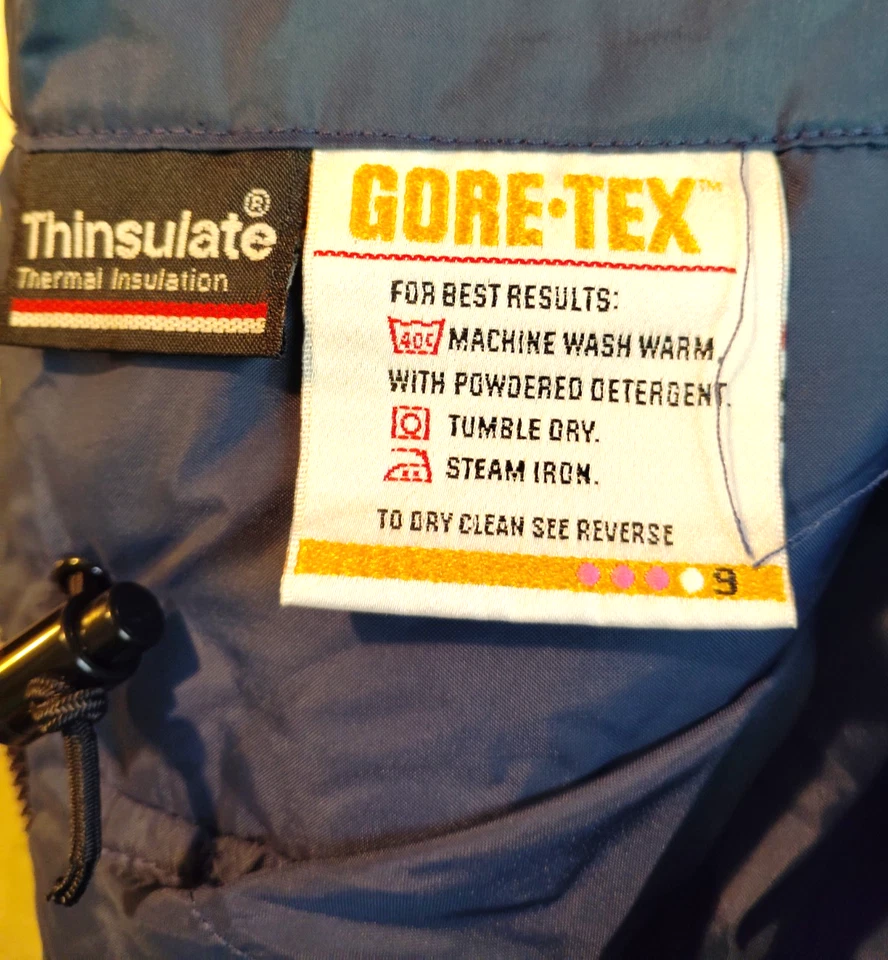 Thinsulate®
Thermal Insulation
GORE·TEX™
FOR BEST RESULTS:
40C MACHINE WASH WARM
WITH POWDERED DETERGENT.
TUMBLE DRY.
STEAM IRON.
TO DRY CLEAN SEE REVERSE
9